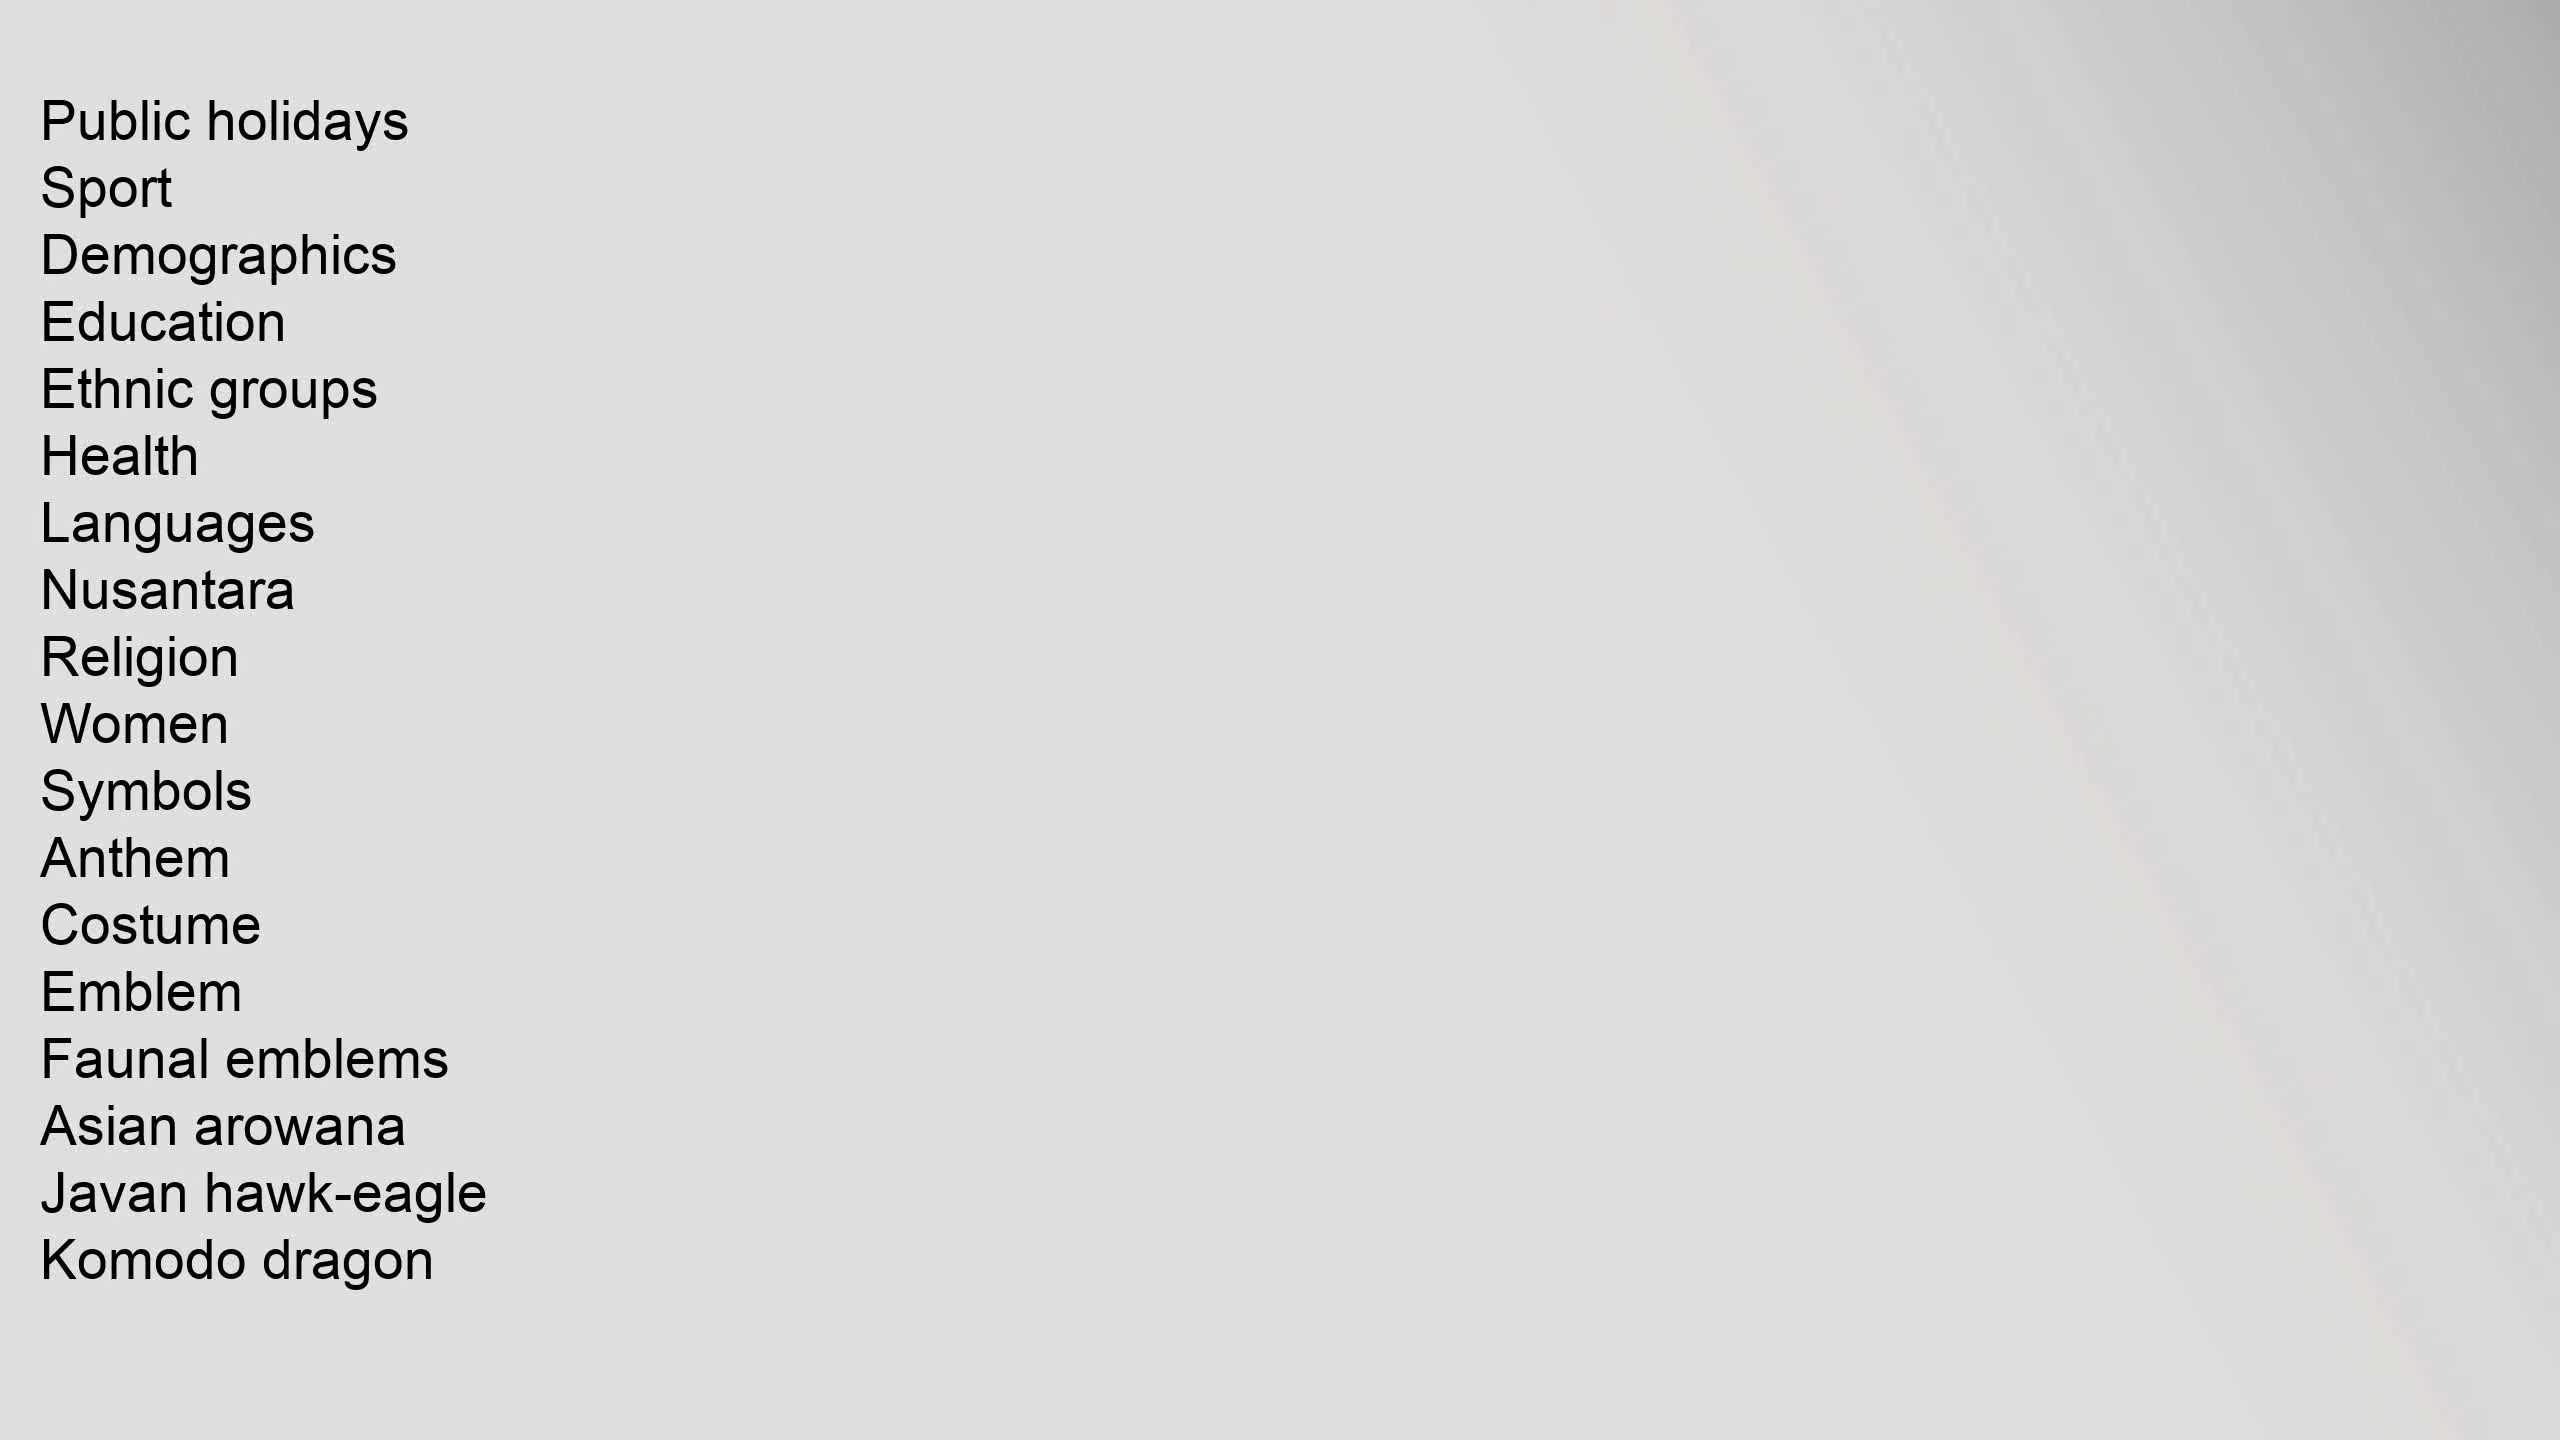 Public holidays
Sport
Demographics
Education
Ethnic groups
Health
Languages
Nusantara
Religion
Women
Symbols
Anthem
Costume
Emblem
Faunal emblems
Asian arowana
Javan hawk-eagle
Komodo dragon